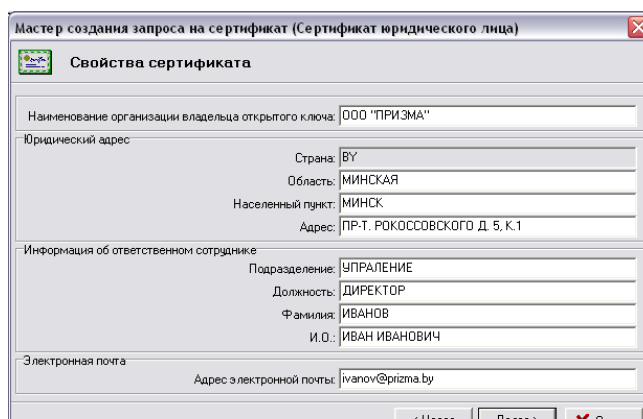 Мастер создания запроса на сертификат (Сертификат юридического лица)
Свойства сертификата
Наименование организации владельца открытого ключа: ООО "ПРИЗМА"
Юридический адрес
Страна: BY
Область: МИНСКАЯ
Населенный пункт: МИНСК
Адрес: ПР-Т. РОКОССОВСКОГО Д. 5, К.1
Информация об ответственном сотруднике
Подразделение: УПРАЛЕНИЕ
Должность: ДИРЕКТОР
Фамилия: ИВАНОВ
И.О.: ИВАН ИВАНОВИЧ
Электронная почта
Адрес электронной почты: ivanov@prizma.by